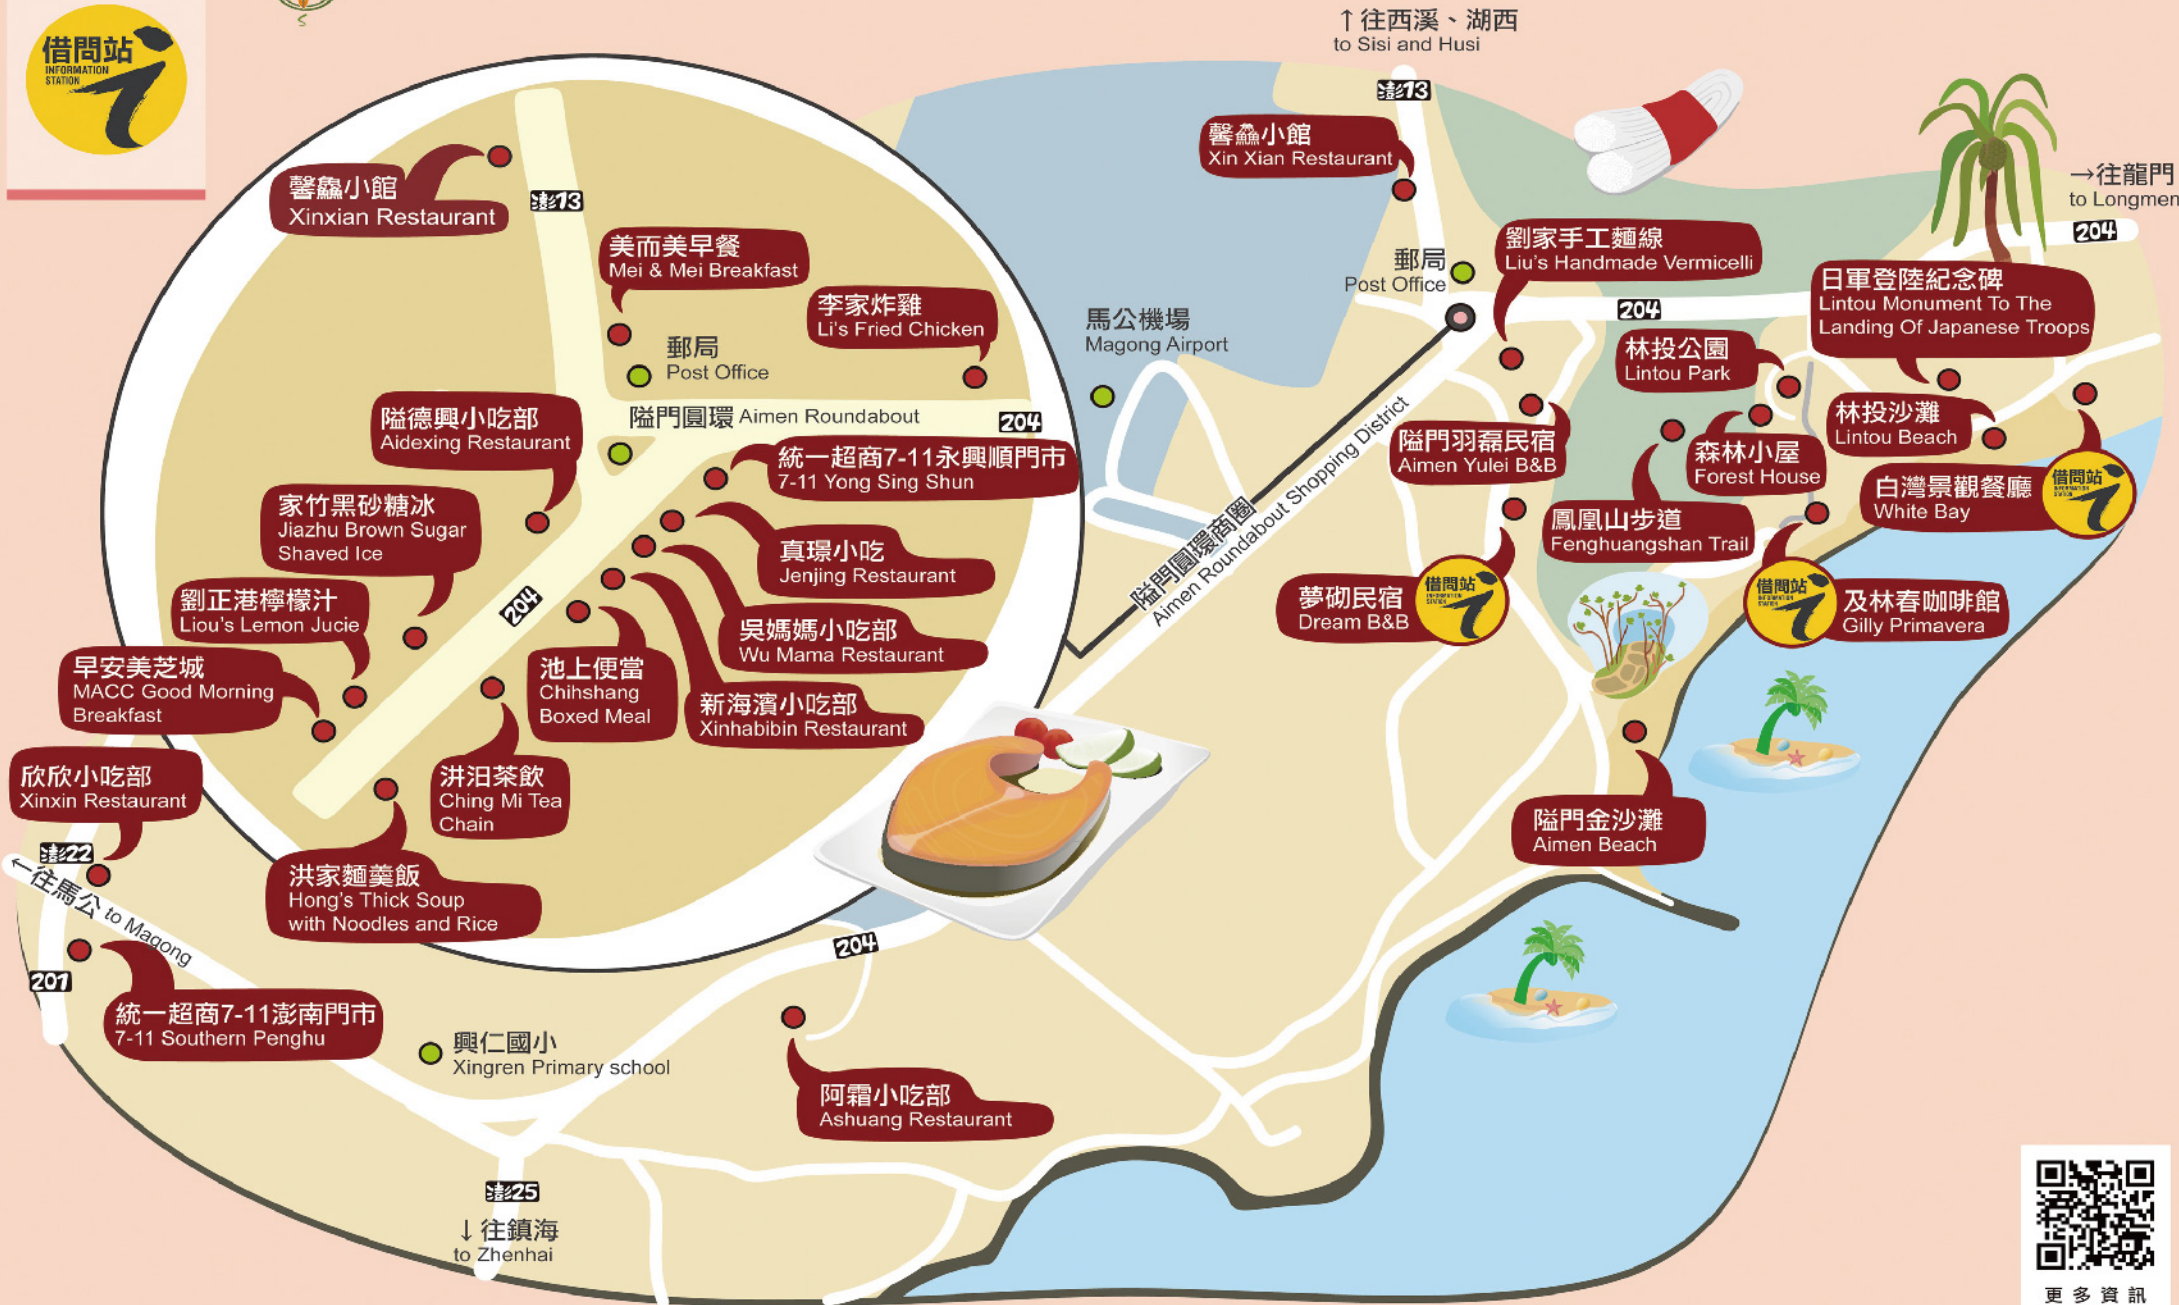 借問站
INFORMATION
STATION
↑往西溪、湖西
to Sisi and Husi
澎13
馨鱻小館
Xin Xian Restaurant
→往龍門
to Longmen
204
馨鱻小館
Xinxian Restaurant
澎13
美而美早餐
Mei & Mei Breakfast
李家炸雞
Li's Fried Chicken
郵局
Post Office
隘門圓環 Aimen Roundabout
204
隘德興小吃部
Aidexing Restaurant
統一超商7-11永興順門市
7-11 Yong Sing Shun
家竹黑砂糖冰
Jiazhu Brown Sugar
Shaved Ice
真璟小吃
Jenjing Restaurant
劉正港檸檬汁
Liou's Lemon Jucie
204
吳媽媽小吃部
Wu Mama Restaurant
早安美芝城
MACC Good Morning
Breakfast
池上便當
Chihshang
Boxed Meal
新海濱小吃部
Xinhabibin Restaurant
欣欣小吃部
Xinxin Restaurant
洪汨茶飲
Ching Mi Tea
Chain
洪家麵羹飯
Hong's Thick Soup
with Noodles and Rice
澎22
←往馬公 to Magong
201
統一超商7-11澎南門市
7-11 Southern Penghu
興仁國小
Xingren Primary school
204
阿霜小吃部
Ashuang Restaurant
澎25
↓往鎮海
to Zhenhai
馬公機場
Magong Airport
郵局
Post Office
劉家手工麵線
Liu's Handmade Vermicelli
204
日軍登陸紀念碑
Lintou Monument To The
Landing Of Japanese Troops
林投公園
Lintou Park
林投沙灘
Lintou Beach
隘門羽磊民宿
Aimen Yulei B&B
森林小屋
Forest House
白灣景觀餐廳
White Bay
借問站
INFORMATION
STATION
鳳凰山步道
Fenghuangshan Trail
隘門圓環商圈
Aimen Roundabout Shopping District
夢砌民宿
Dream B&B
借問站
INFORMATION
STATION
借問站
INFORMATION
STATION
及林春咖啡館
Gilly Primavera
隘門金沙灘
Aimen Beach
更多資訊